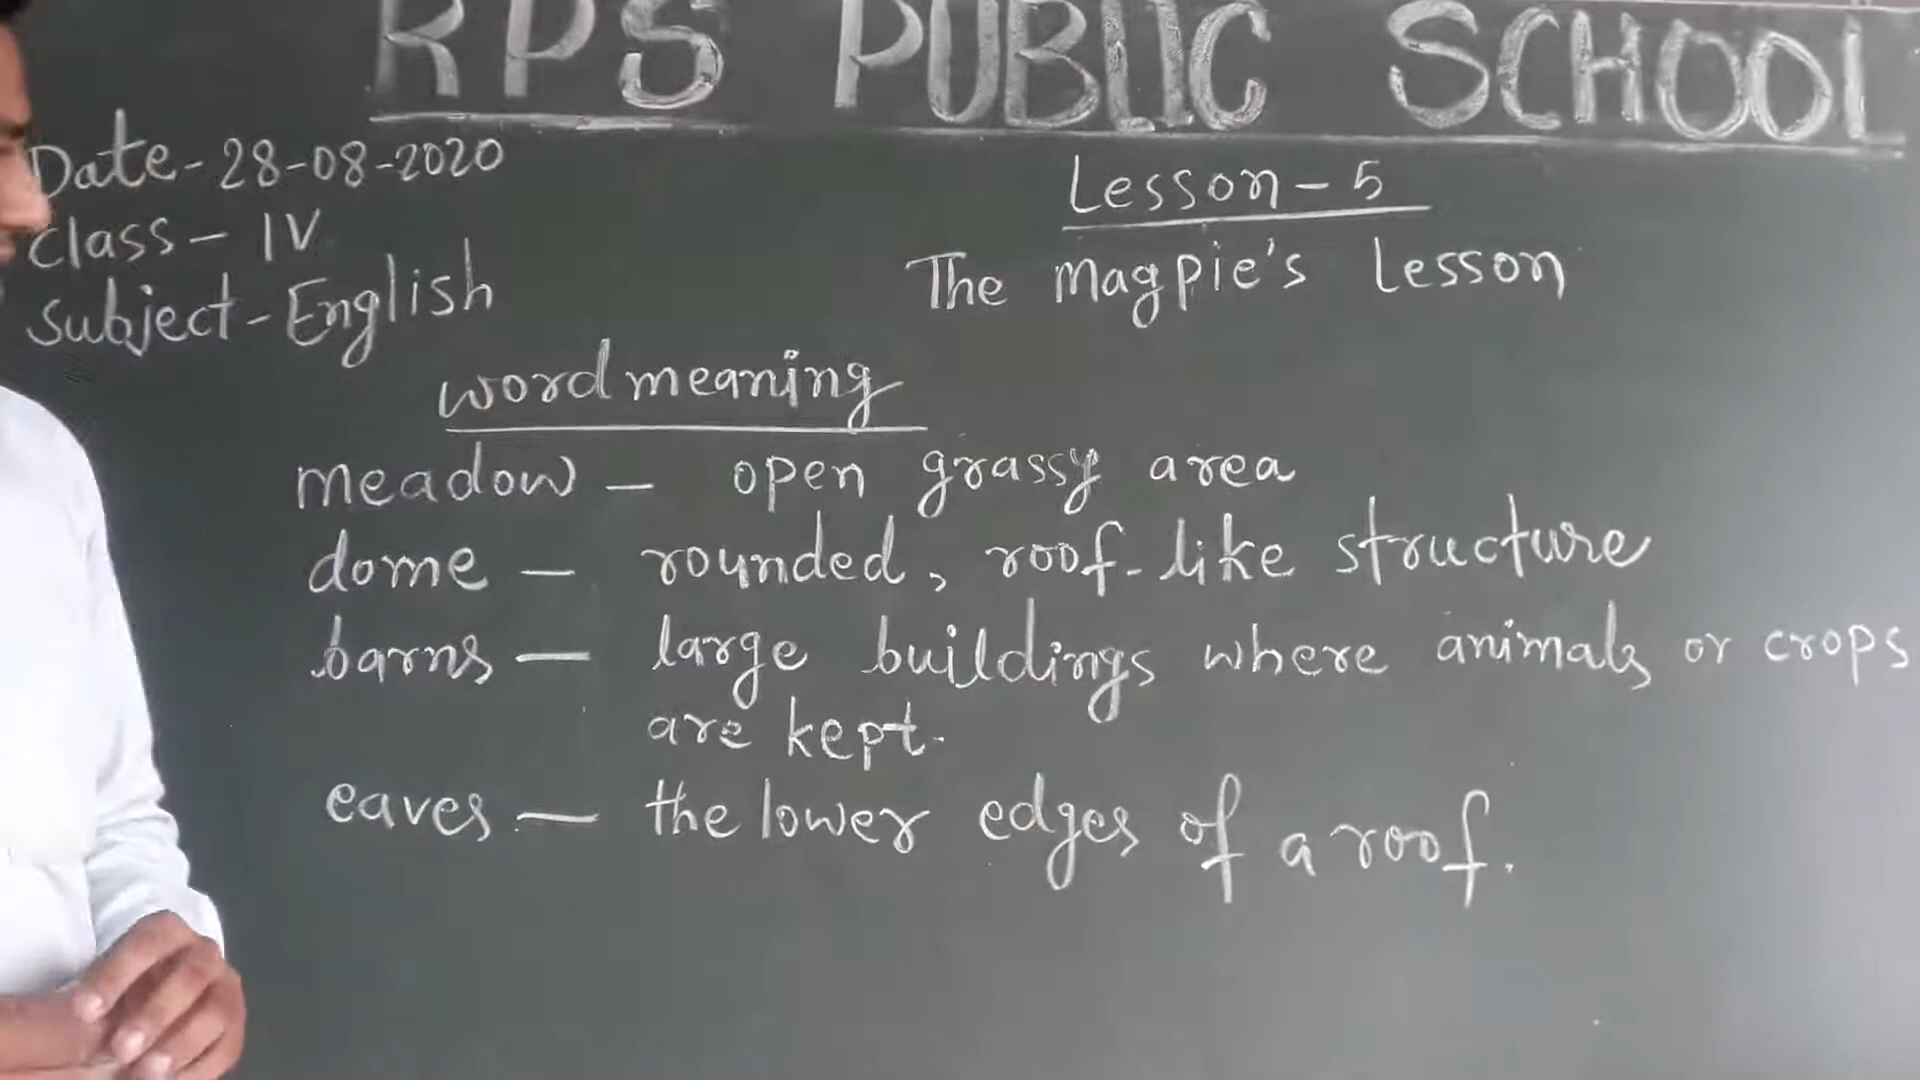 RPS PUBLIC SCHOOL
Date-28-08-2020
Class-IV
Subject-English
Lesson-5
The Magpie's Lesson
word meaning
meadow - open grassy area
dome - rounded, roof-like structure
barns - large buildings where animals or crops
are kept.
eaves - the lower edges of a roof.